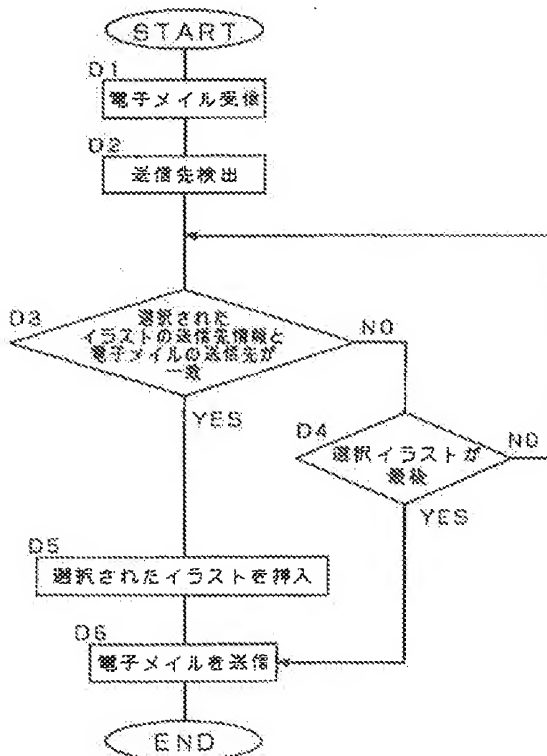 START
D1
電子メイル受信
D2
送信先検出
D3
選択された
イラストの送信先情報と
電子メイルの送信先が
一致
NO
YES
D4
選択イラストが
最後
NO
YES
D5
選択されたイラストを挿入
D6
電子メイルを送信
END